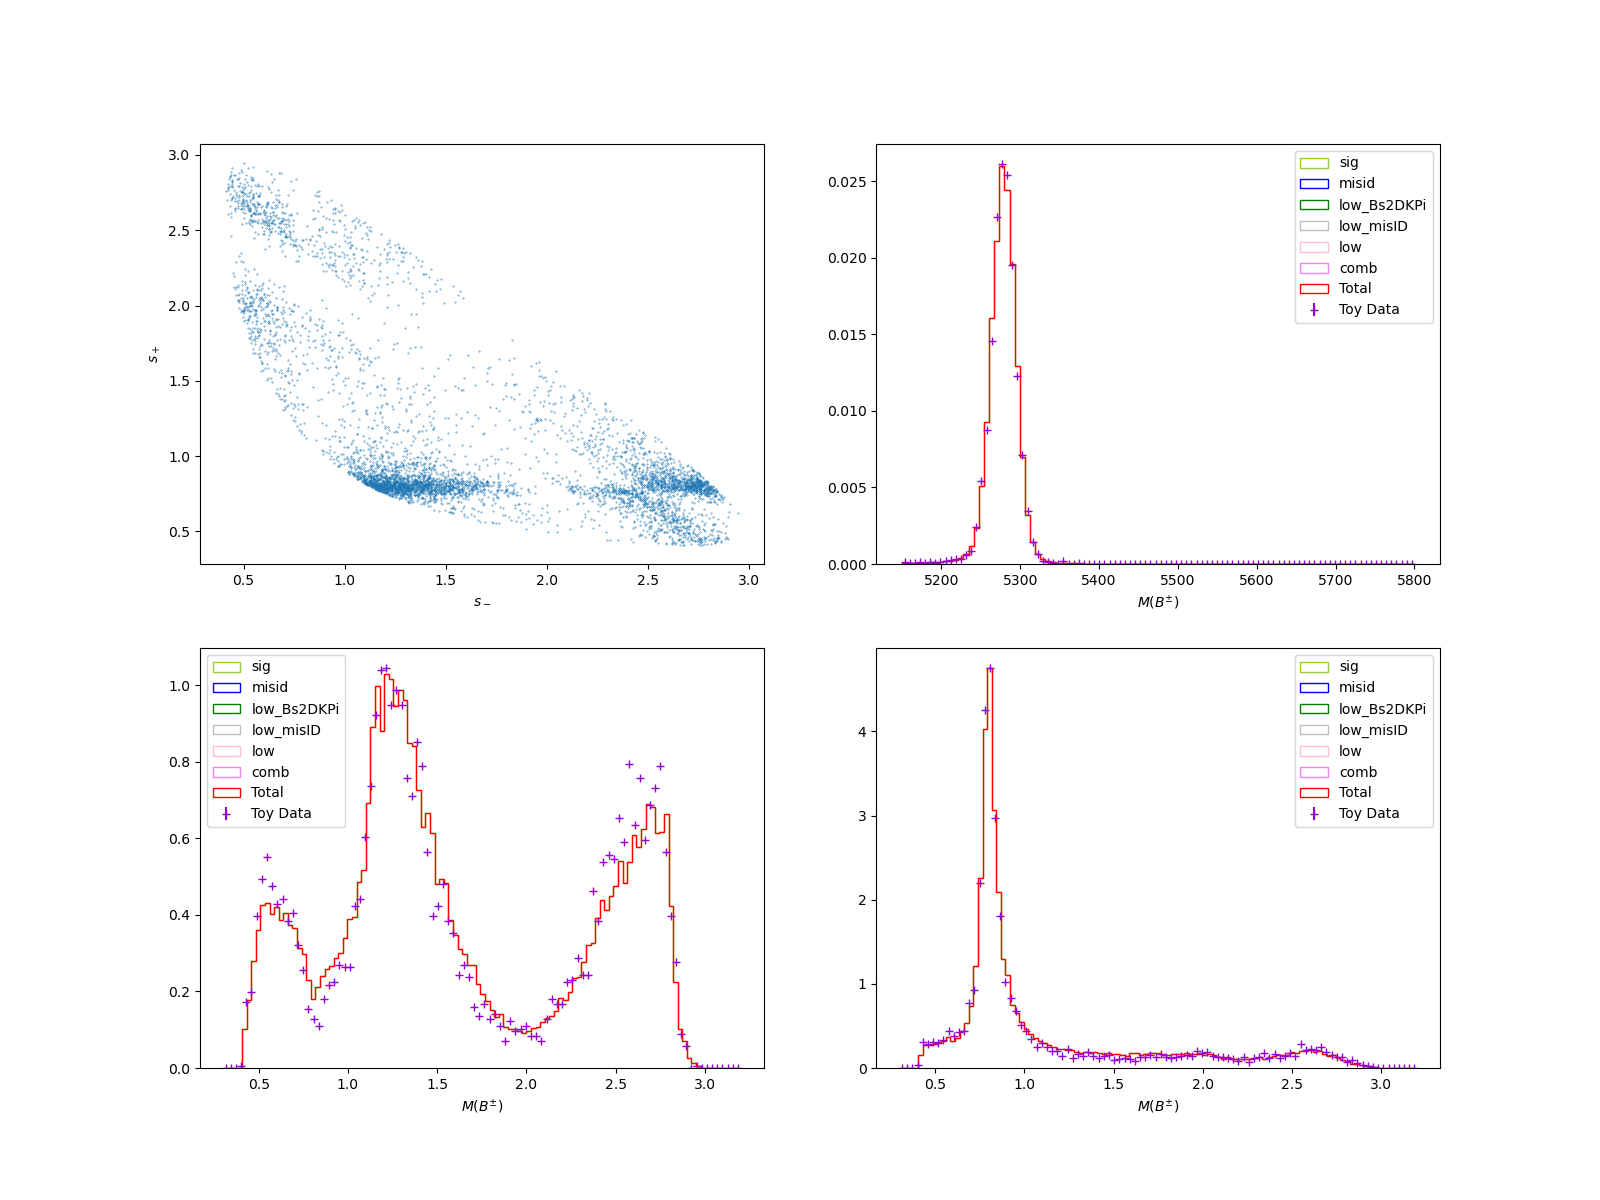 3.0
2.5
2.0
1.5
1.0
0.5
s₊
0.5 1.0 1.5 2.0 2.5 3.0
s₋
0.025
0.020
0.015
0.010
0.005
0.000
5200 5300 5400 5500 5600 5700 5800
M(B±)
sig
misid
low_Bs2DKPi
low_misID
low
comb
Total
Toy Data
1.0
0.8
0.6
0.4
0.2
0.0
0.5 1.0 1.5 2.0 2.5 3.0
M(B±)
sig
misid
low_Bs2DKPi
low_misID
low
comb
Total
Toy Data
4
3
2
1
0
0.5 1.0 1.5 2.0 2.5 3.0
M(B±)
sig
misid
low_Bs2DKPi
low_misID
low
comb
Total
Toy Data